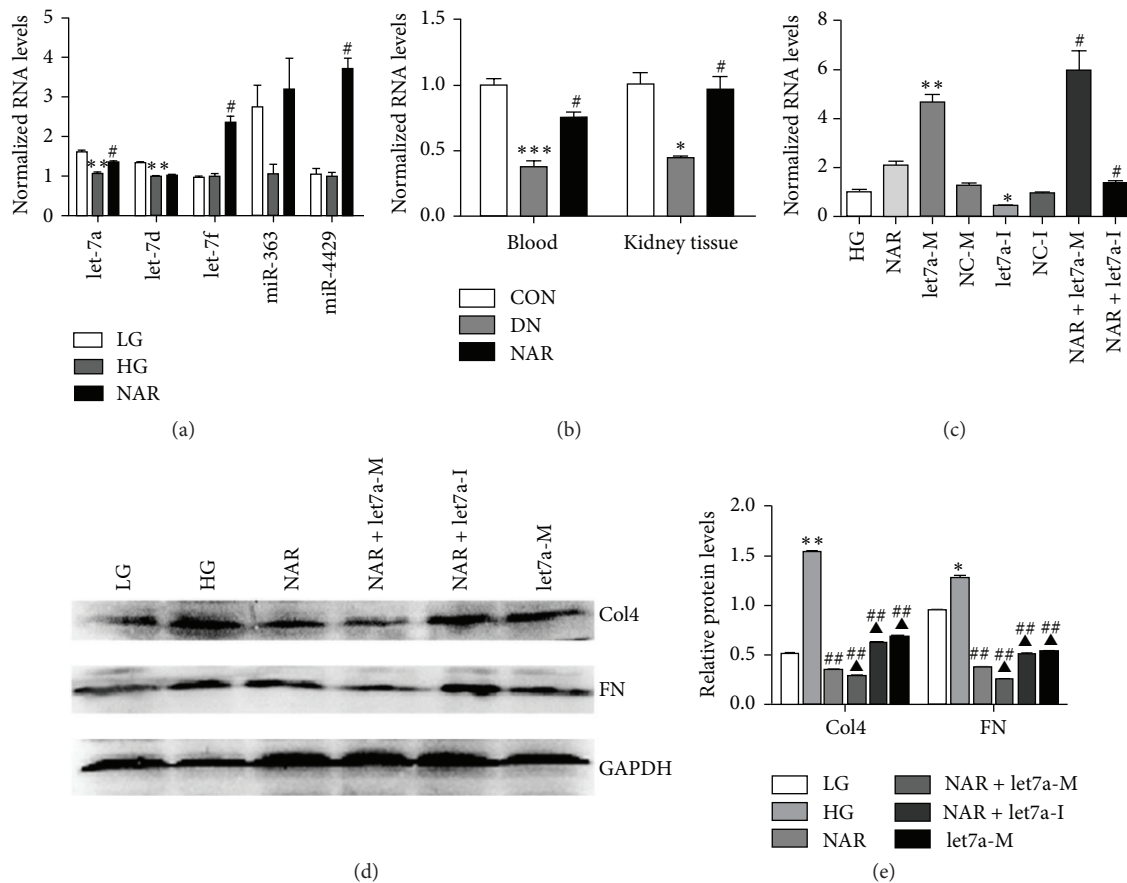 Normalized RNA levels
5
4
3
2
1
0
**
#
**
#
#
let-7a
let-7d
let-7f
miR-363
miR-4429
LG
HG
NAR
(a)
Normalized RNA levels
1.5
1.0
0.5
0.0
***
#
*
#
Blood
Kidney tissue
CON
DN
NAR
(b)
Normalized RNA levels
8
6
4
2
0
**
*
#
#
HG
NAR
let7a-M
NC-M
let7a-I
NC-I
NAR + let7a-M
NAR + let7a-I
(c)
LG
HG
NAR
NAR + let7a-M
NAR + let7a-I
let7a-M
Col4
FN
GAPDH
(d)
Relative protein levels
2.0
1.5
1.0
0.5
0.0
**
##
##
▲
##
▲
##
▲
*
##
##
▲
##
▲
##
▲
Col4
FN
LG
HG
NAR
NAR + let7a-M
NAR + let7a-I
let7a-M
(e)